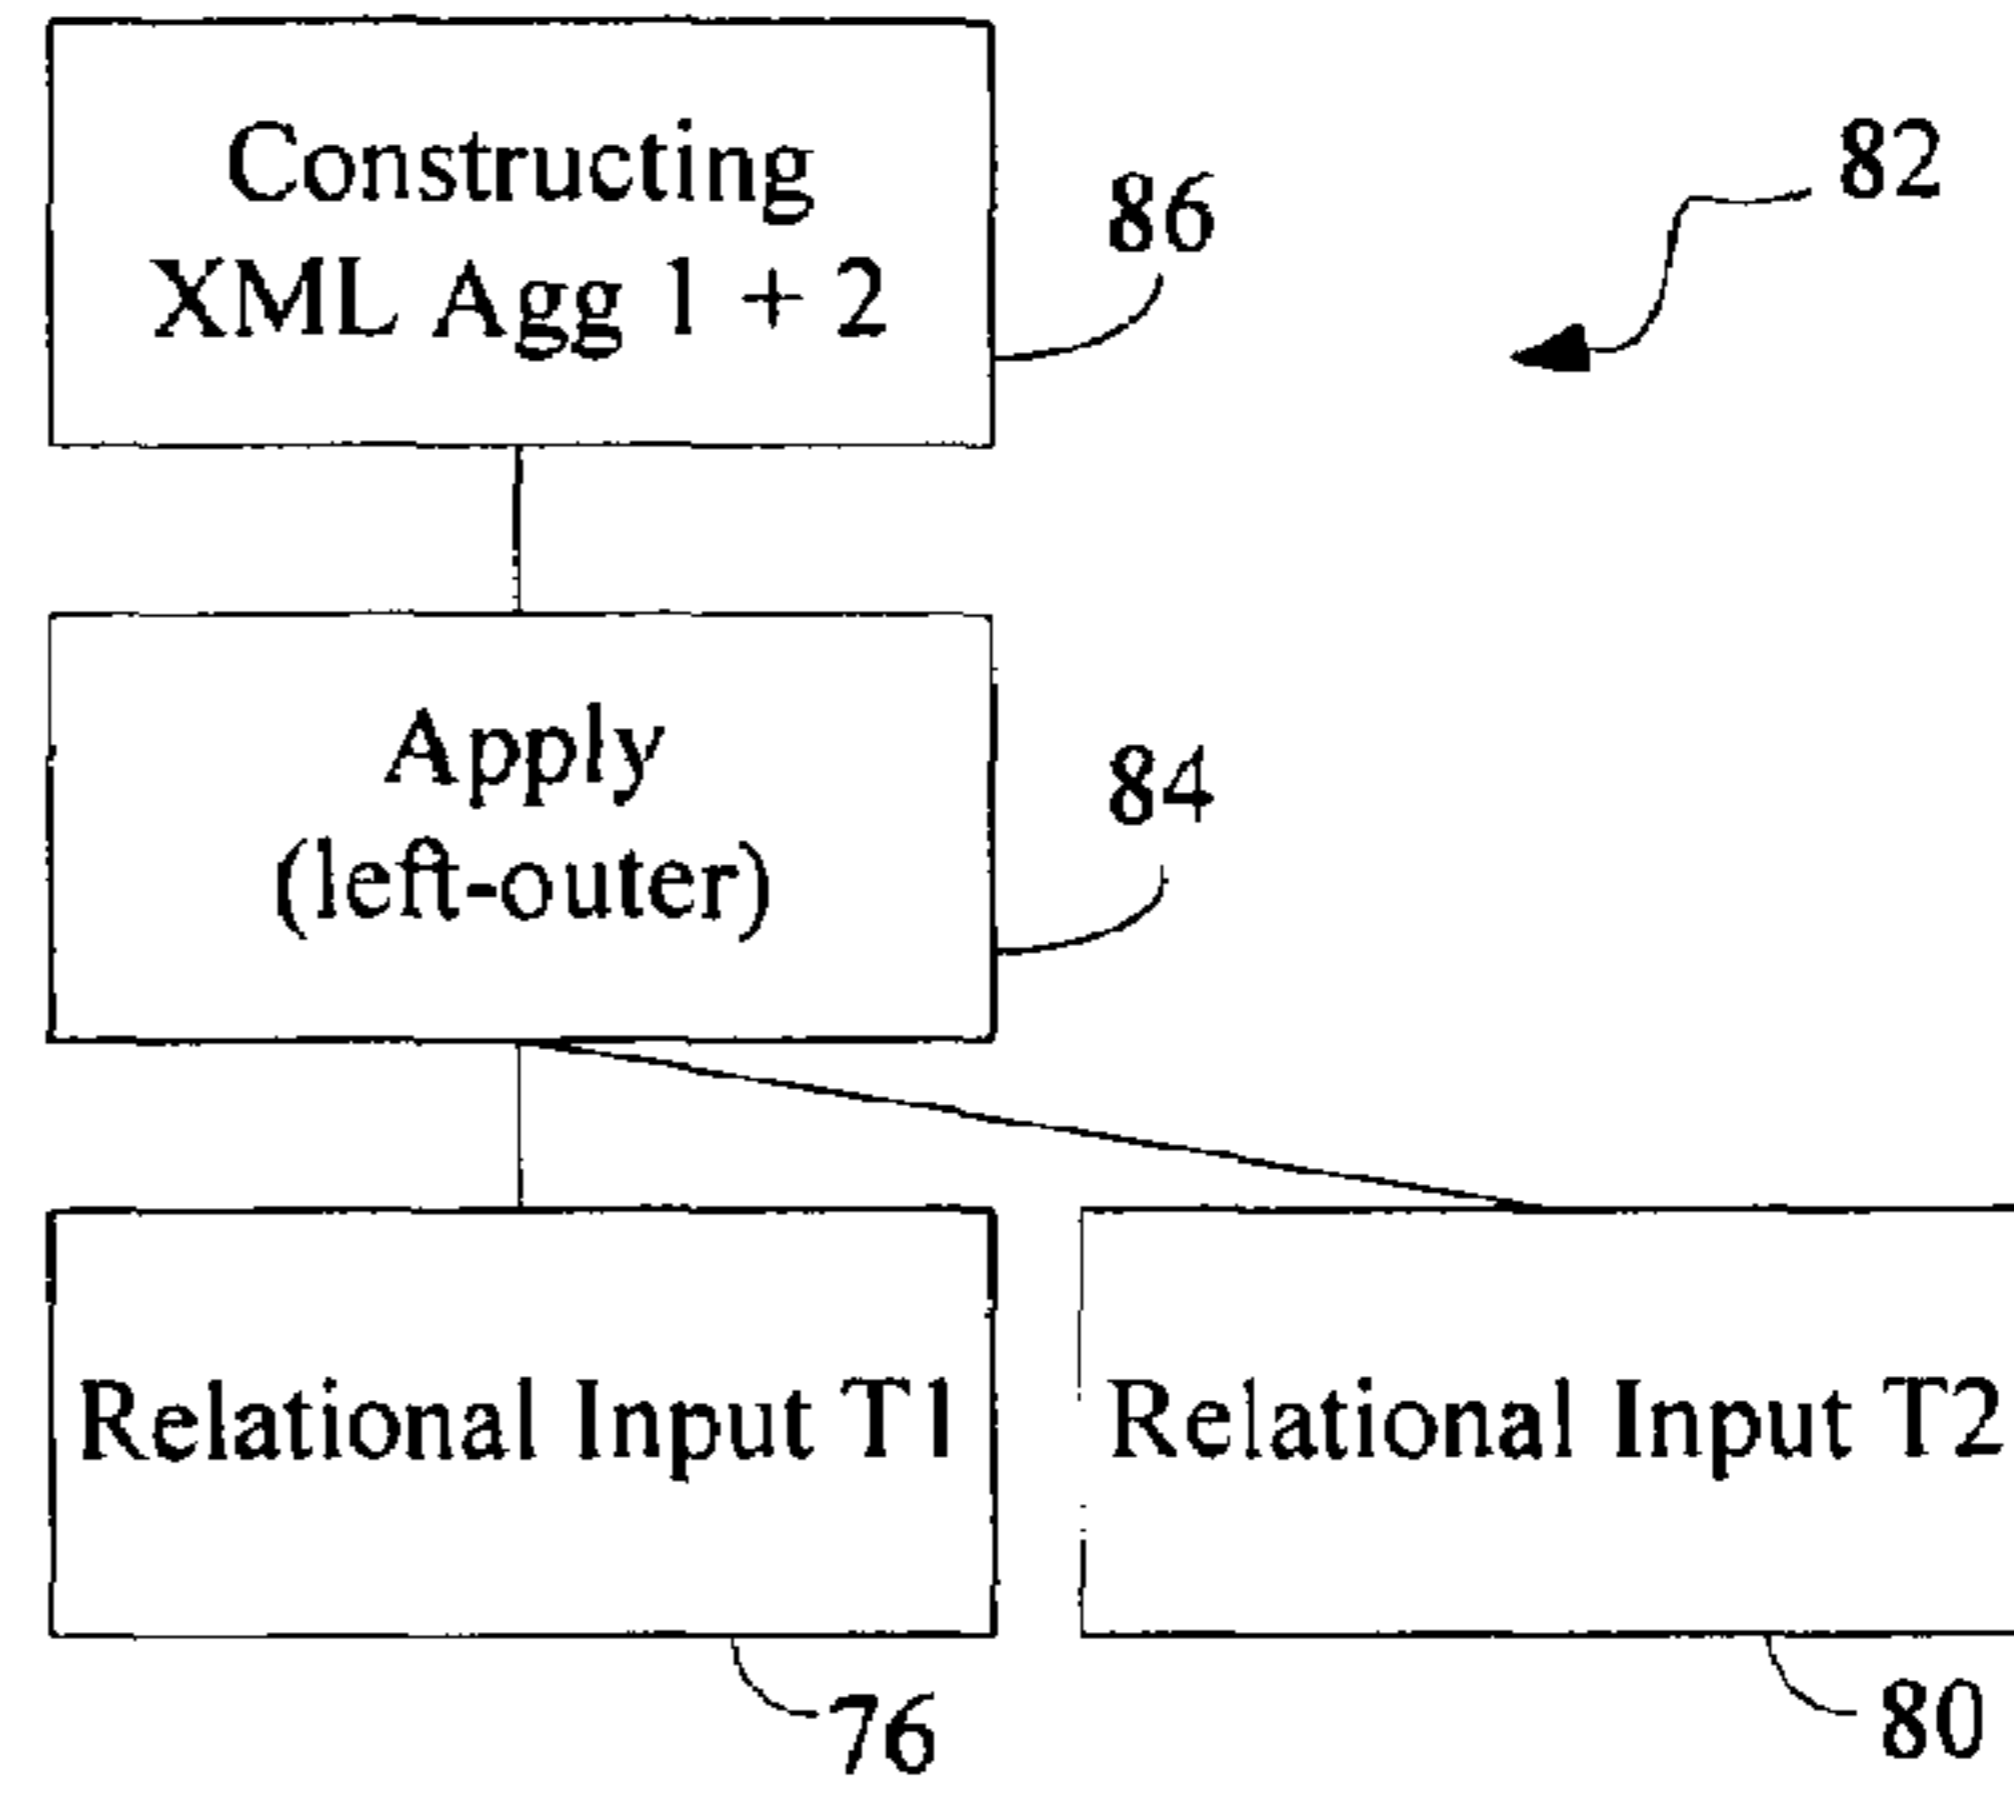 Constructing
XML Agg 1 + 2
86
82
Apply
(left-outer)
84
Relational Input T1
Relational Input T2
76
80